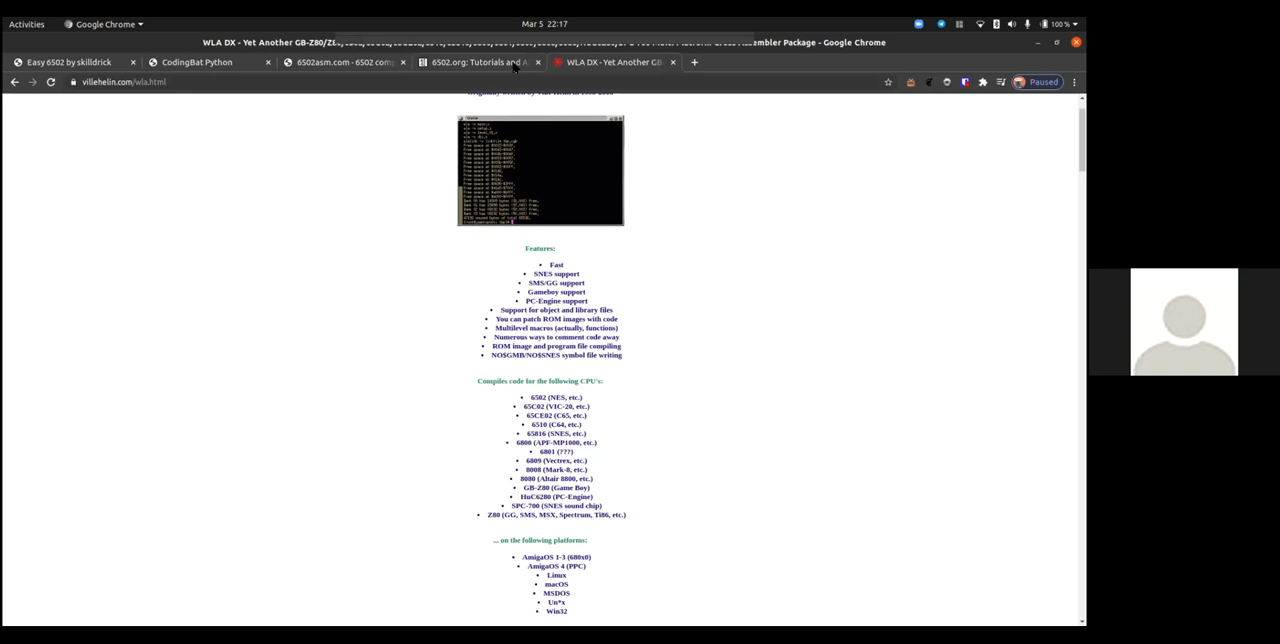 Activities
Google Chrome
Mar 5 22:17
100 %
WLA DX - Yet Another GB-Z80/Z80/ Assembler Package - Google Chrome
Easy 6502 by skilldrick
CodingBat Python
6502asm.com - 6502 com
6502.org: Tutorials and A
WLA DX - Yet Another GB-
villehelin.com/wla.html
Paused
Features:
• Fast
• SNES support
• SMS/GG support
• Gameboy support
• PC-Engine support
• Support for object and library files
• You can patch ROM images with code
• Multilevel macros (actually, functions)
• Numerous ways to comment code away
• ROM image and program file compiling
• NO$GMB/NO$SNES symbol file writing
Compiles code for the following CPU's:
• 6502 (NES, etc.)
• 65C02 (VIC-20, etc.)
• 65CE02 (C65, etc.)
• 6510 (C64, etc.)
• 65816 (SNES, etc.)
• 6800 (APF-MP1000, etc.)
• 6801 (???)
• 6809 (Vectrex, etc.)
• 8008 (Mark-8, etc.)
• 8080 (Altair 8800, etc.)
• GB-Z80 (Game Boy)
• HuC6280 (PC-Engine)
• SPC-700 (SNES sound chip)
• Z80 (GG, SMS, MSX, Spectrum, Ti86, etc.)
... on the following platforms:
• AmigaOS 1-3 (680x0)
• AmigaOS 4 (PPC)
• Linux
• macOS
• MSDOS
• Un*x
• Win32